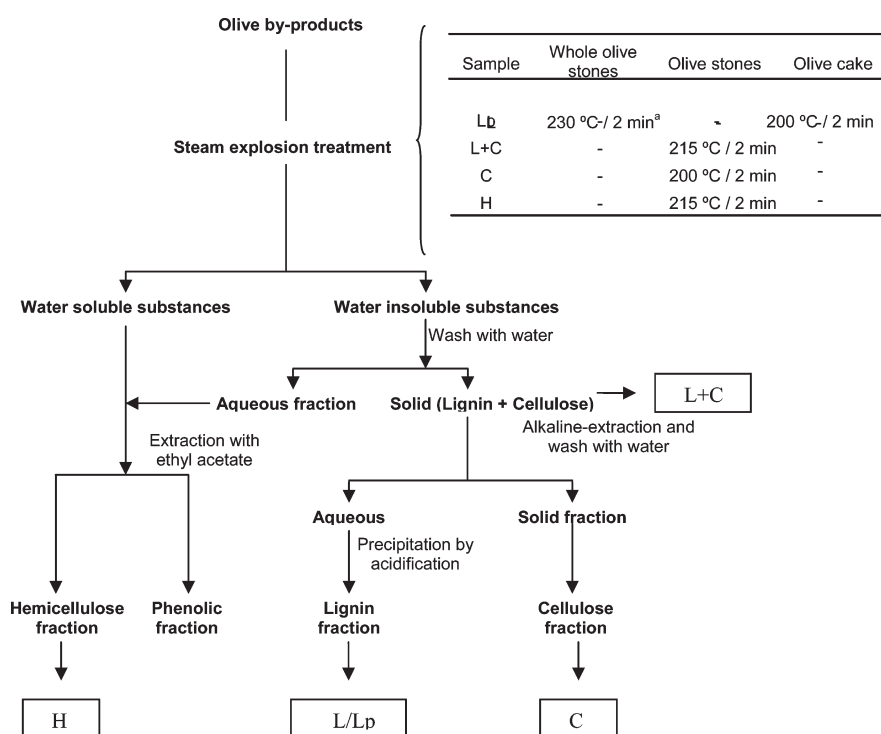 Olive by-products
Whole olive stones
Sample Olive stones Olive cake
230 ºC-/ 2 minᵃ - 200 ºC-/ 2 min
L+C - 215 ºC / 2 min -
C - 200 ºC / 2 min -
H - 215 ºC / 2 min -
Steam explosion treatment
Water soluble substances Water insoluble substances
Wash with water
Aqueous fraction Solid (Lignin + Cellulose) L+C
Alkaline-extraction and
wash with water
Extraction with
ethyl acetate
Aqueous Solid fraction
Precipitation by
acidification
Hemicellulose
fraction
Phenolic
fraction
Lignin
fraction
Cellulose
fraction
H L/Lp C